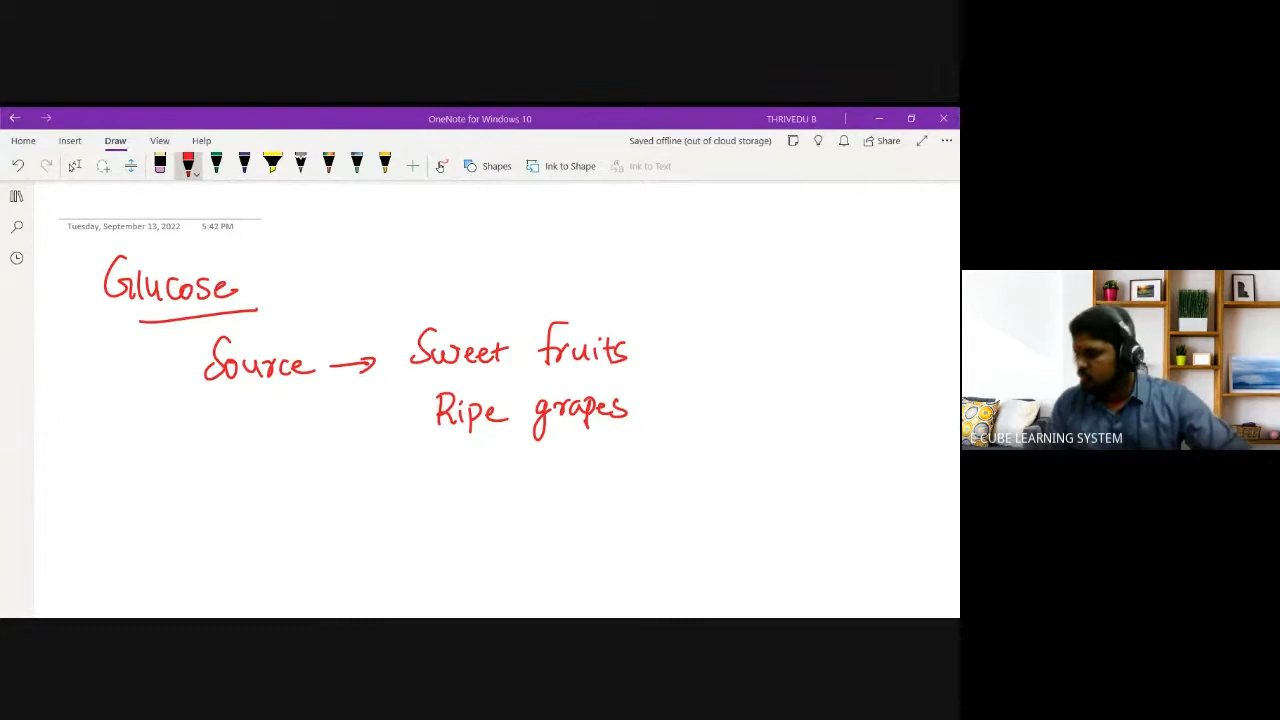 OneNote for Windows 10
THRIVEDU B
Home Insert Draw View Help
Saved offline (out of cloud storage)
Share
Shapes Ink to Shape Ink to Text
Tuesday, September 13, 2022 5:42 PM
Glucose
Source → Sweet fruits
Ripe grapes
C CUBE LEARNING SYSTEM